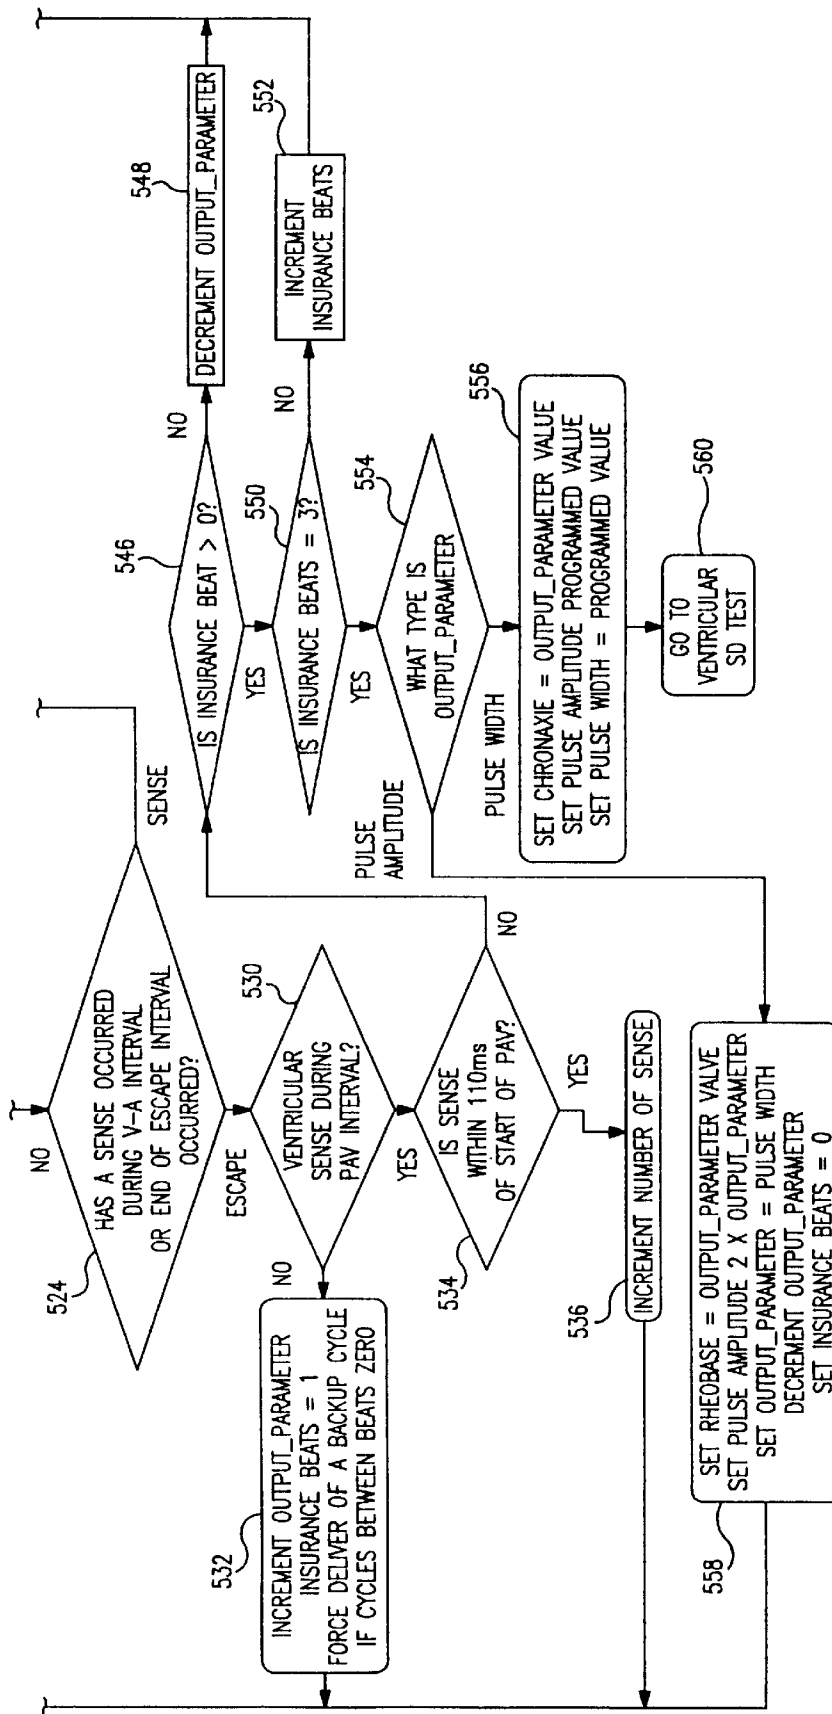 NO
524
HAS A SENSE OCCURRED
DURING V-A INTERVAL
OR END OF ESCAPE INTERVAL
OCCURRED?
SENSE
ESCAPE
530
VENTRICULAR
SENSE DURING
PAV INTERVAL?
NO
YES
532
INCREMENT OUTPUT_PARAMETER
INSURANCE BEATS = 1
FORCE DELIVER OF A BACKUP CYCLE
IF CYCLES BETWEEN BEATS ZERO
534
IS SENSE
WITHIN 110ms
OF START OF PAV?
NO
YES
536
INCREMENT NUMBER OF SENSE
546
IS INSURANCE BEAT > 0?
NO
YES
548
DECREMENT OUTPUT_PARAMETER
550
IS INSURANCE BEATS = 3?
NO
YES
552
INCREMENT
INSURANCE BEATS
554
WHAT TYPE IS
OUTPUT_PARAMETER
PULSE
AMPLITUDE
PULSE WIDTH
556
SET CHRONAXIE = OUTPUT_PARAMETER VALUE
SET PULSE AMPLITUDE PROGRAMMED VALUE
SET PULSE WIDTH = PROGRAMMED VALUE
560
GO TO
VENTRICULAR
SD TEST
558
SET RHEOBASE = OUTPUT_PARAMETER VALVE
SET PULSE AMPLITUDE 2 X OUTPUT_PARAMETER
SET OUTPUT_PARAMETER = PULSE WIDTH
DECREMENT OUTPUT_PARAMETER
SET INSURANCE BEATS = 0